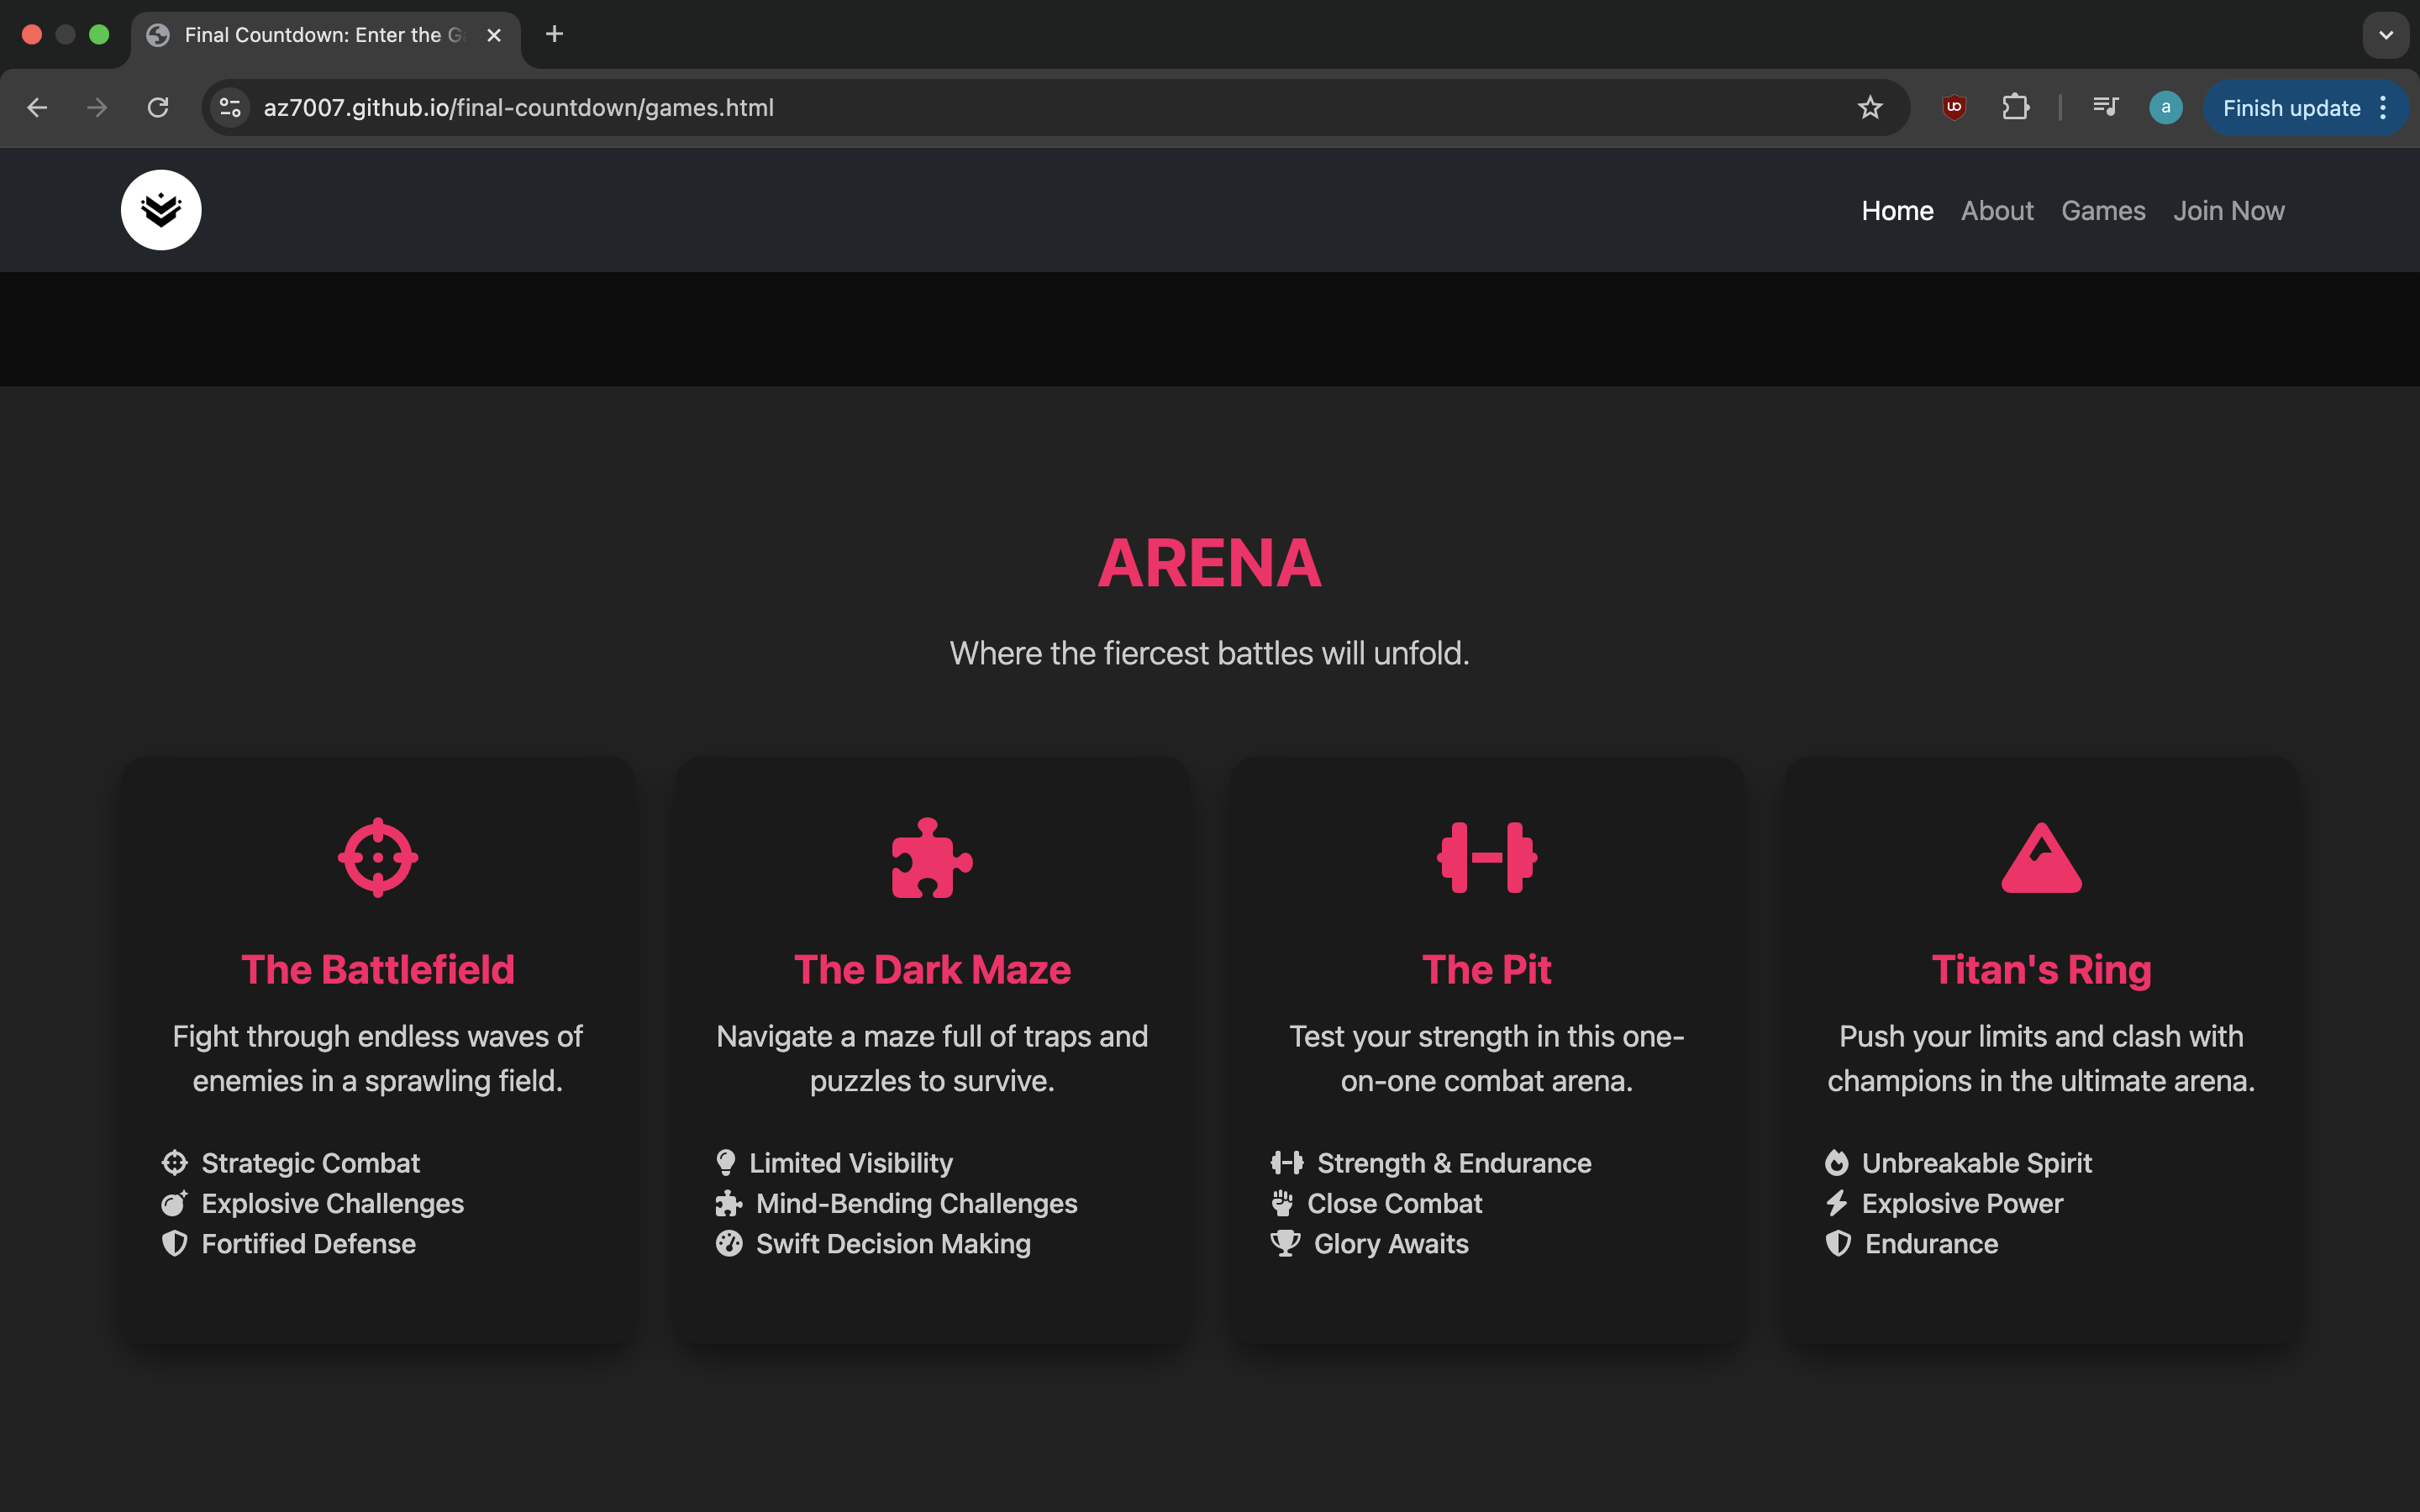 Final Countdown: Enter the G
az7007.github.io/final-countdown/games.html
uo
a
Finish update
Home About Games Join Now
ARENA
Where the fiercest battles will unfold.
The Battlefield
Fight through endless waves of
enemies in a sprawling field.
Strategic Combat
Explosive Challenges
Fortified Defense
The Dark Maze
Navigate a maze full of traps and
puzzles to survive.
Limited Visibility
Mind-Bending Challenges
Swift Decision Making
The Pit
Test your strength in this one-
on-one combat arena.
Strength & Endurance
Close Combat
Glory Awaits
Titan's Ring
Push your limits and clash with
champions in the ultimate arena.
Unbreakable Spirit
Explosive Power
Endurance